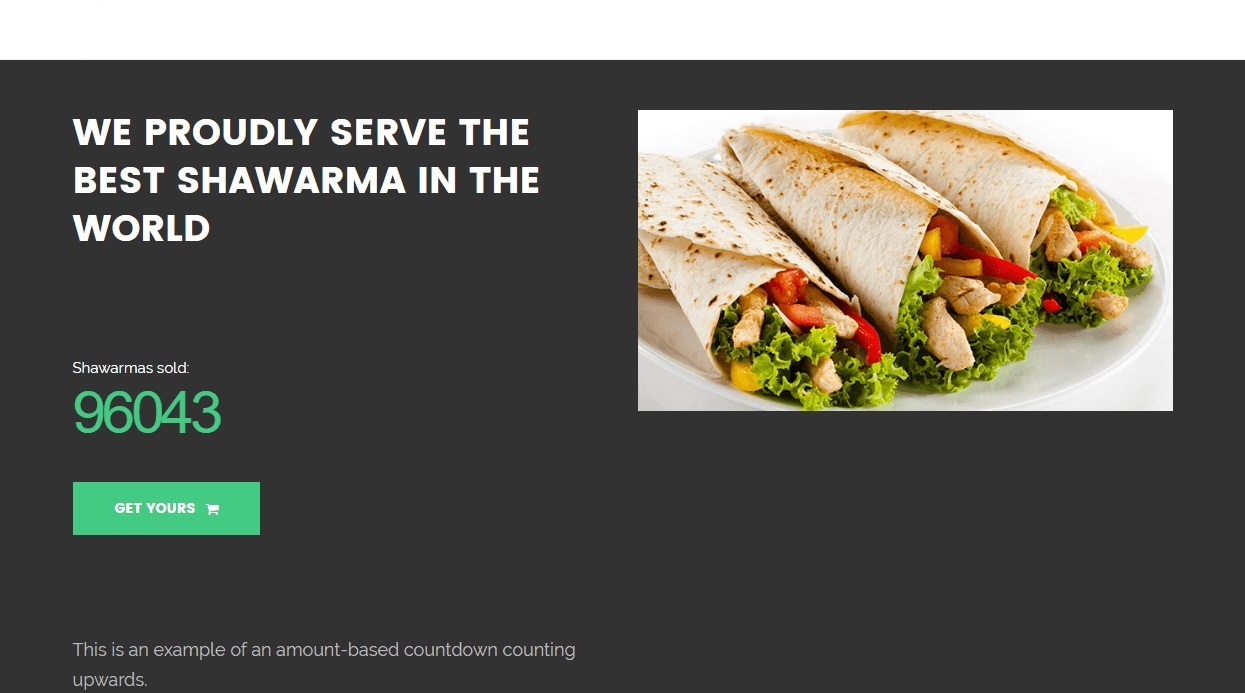 WE PROUDLY SERVE THE
BEST SHAWARMA IN THE
WORLD
Shawarmas sold:
96043
GET YOURS
This is an example of an amount-based countdown counting
upwards.